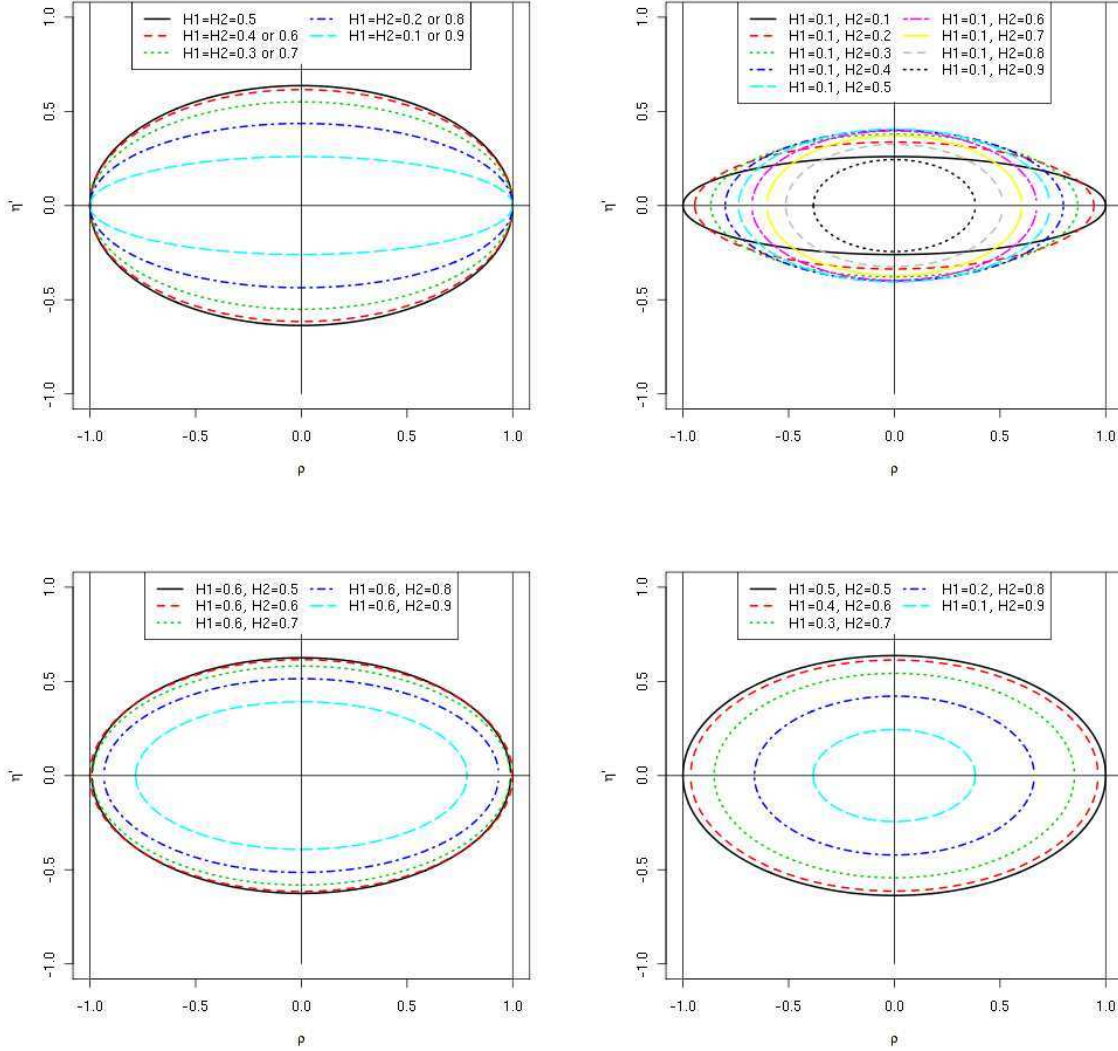 H1=H2=0.5
H1=H2=0.4 or 0.6
H1=H2=0.3 or 0.7
H1=H2=0.2 or 0.8
H1=H2=0.1 or 0.9
1.0
0.5
0.0
-0.5
-1.0
η'
-1.0 -0.5 0.0 0.5 1.0
ρ
H1=0.1, H2=0.1
H1=0.1, H2=0.2
H1=0.1, H2=0.3
H1=0.1, H2=0.4
H1=0.1, H2=0.5
H1=0.1, H2=0.6
H1=0.1, H2=0.7
H1=0.1, H2=0.8
H1=0.1, H2=0.9
1.0
0.5
0.0
-0.5
-1.0
η'
-1.0 -0.5 0.0 0.5 1.0
ρ
H1=0.6, H2=0.5
H1=0.6, H2=0.6
H1=0.6, H2=0.7
H1=0.6, H2=0.8
H1=0.6, H2=0.9
1.0
0.5
0.0
-0.5
-1.0
η'
-1.0 -0.5 0.0 0.5 1.0
ρ
H1=0.5, H2=0.5
H1=0.4, H2=0.6
H1=0.3, H2=0.7
H1=0.2, H2=0.8
H1=0.1, H2=0.9
1.0
0.5
0.0
-0.5
-1.0
η'
-1.0 -0.5 0.0 0.5 1.0
ρ